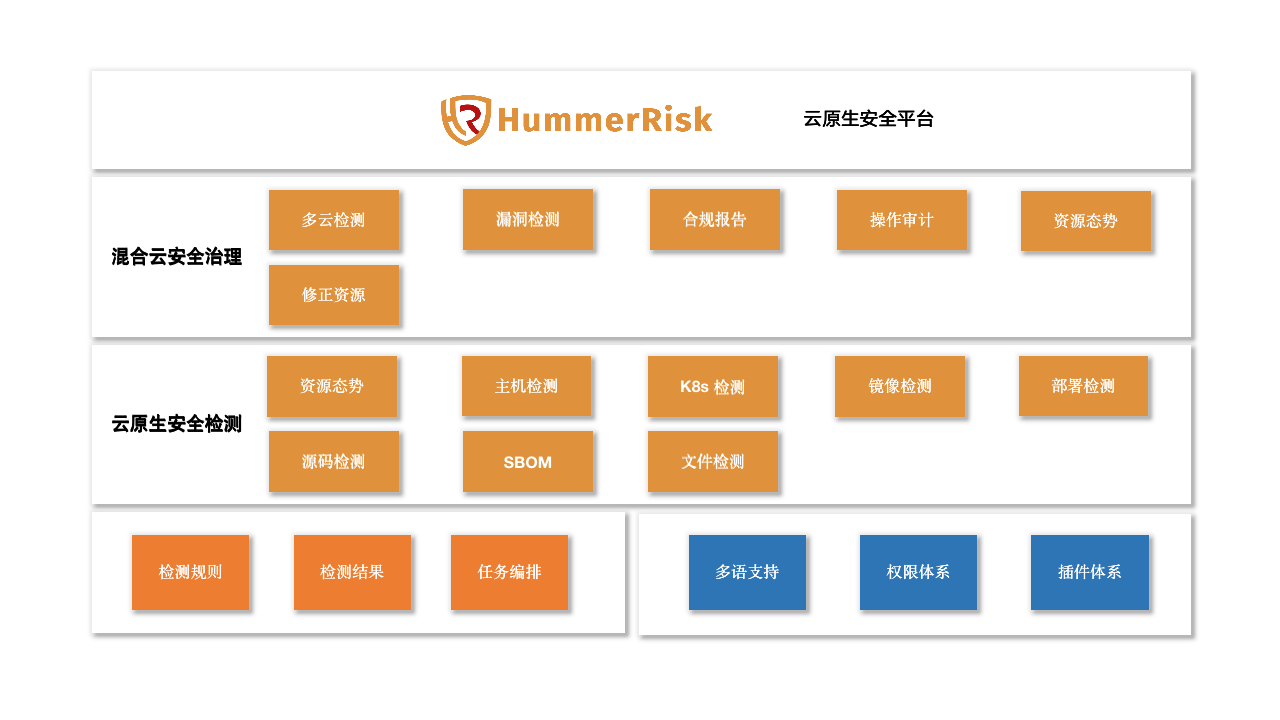 HummerRisk
云原生安全平台
混合云安全治理
多云检测
漏洞检测
合规报告
操作审计
资源态势
修正资源
云原生安全检测
资源态势
主机检测
K8s 检测
镜像检测
部署检测
源码检测
SBOM
文件检测
检测规则
检测结果
任务编排
多语支持
权限体系
插件体系